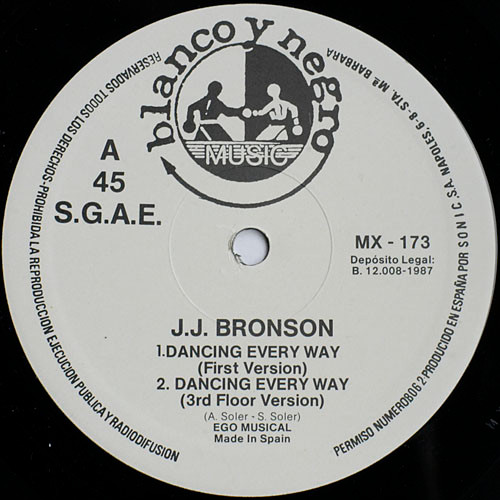 blanco y negro
MUSIC
A
45
S.G.A.E.
MX - 173
Depósito Legal:
B. 12.008-1987
J.J. BRONSON
1.DANCING EVERY WAY
(First Version)
2. DANCING EVERY WAY
(3rd Floor Version)
(A. Soler - S. Soler)
EGO MUSICAL
Made In Spain
RESERVADOS TODOS LOS DERECHOS-PROHIBIDA LA REPRODUCCION EJECUCION PUBLICA Y RADIODIFUSION
PERMISO NUMERO 806 2 PRODUCIDO EN ESPAÑA POR S O N I C S.A. NAPOLES, 6-8-STA. Mª BARBARA